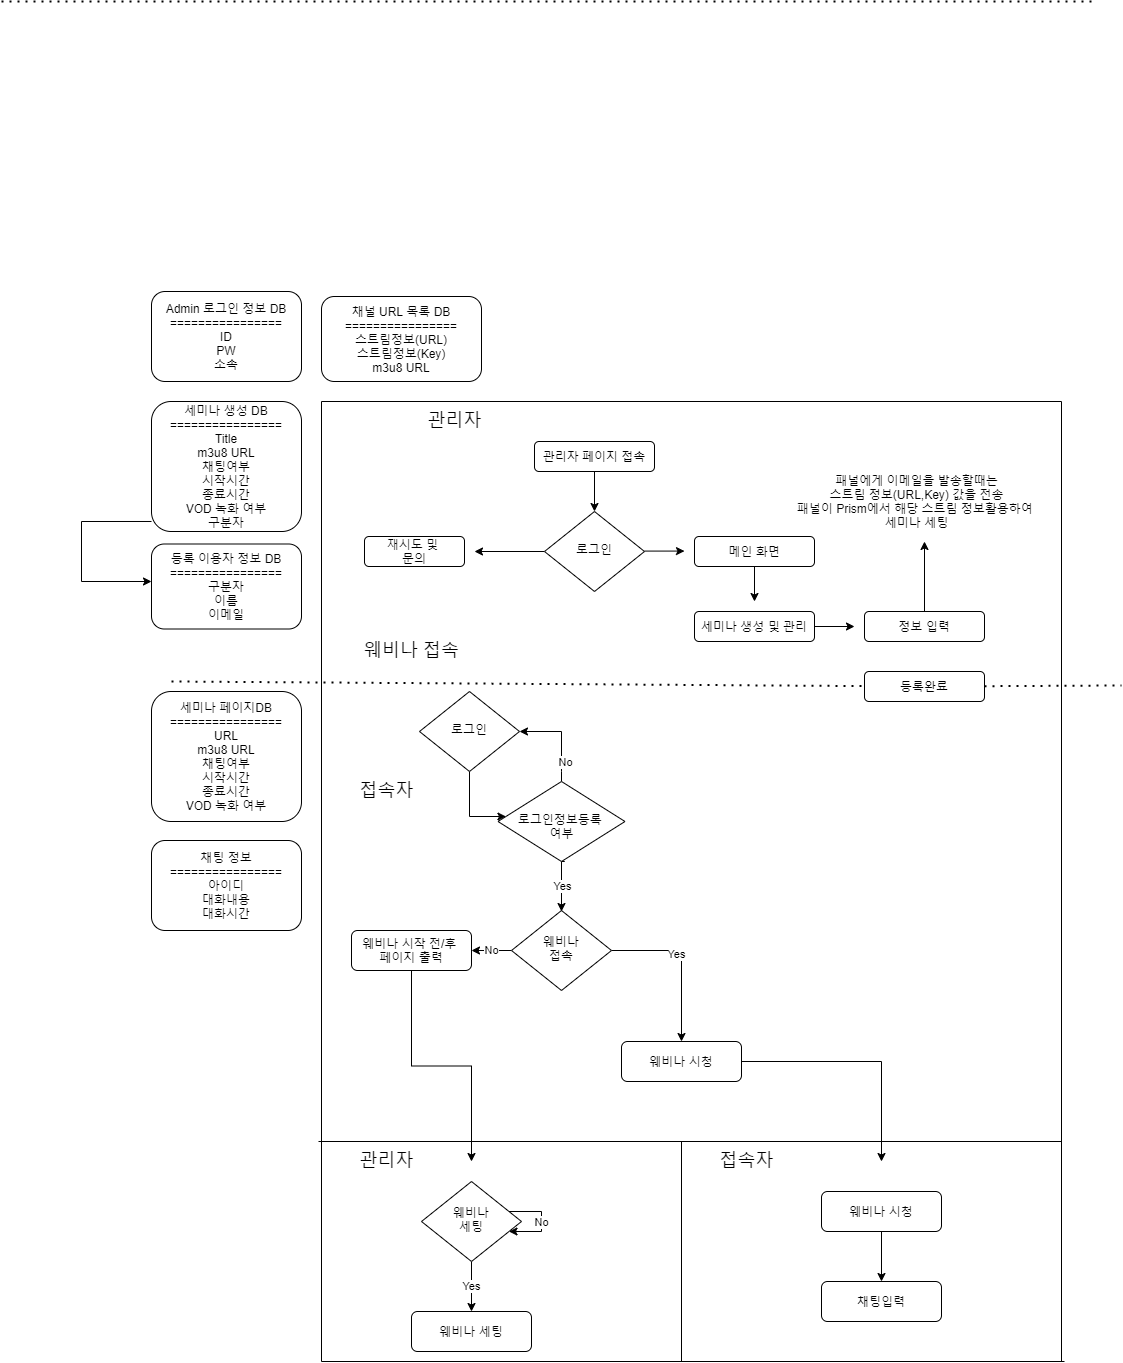 Admin 로그인 정보 DB
================
ID
PW
소속
채널 URL 목록 DB
================
스트림정보(URL)
스트림정보(Key)
m3u8 URL
세미나 생성 DB
================
Title
m3u8 URL
채팅여부
시작시간
종료시간
VOD 녹화 여부
구분자
등록 이용자 정보 DB
================
구분자
이름
이메일
관리자
관리자 페이지 접속
패널에게 이메일을 발송할때는
스트림 정보(URL,Key) 값을 전송
패널이 Prism에서 해당 스트림 정보활용하여
세미나 세팅
재시도 및
문의
로그인
메인 화면
세미나 생성 및 관리
정보 입력
웨비나 접속
등록완료
세미나 페이지DB
================
URL
m3u8 URL
채팅여부
시작시간
종료시간
VOD 녹화 여부
로그인
No
접속자
로그인정보등록
여부
채팅 정보
================
아이디
대화내용
대화시간
Yes
웨비나 시작 전/후
페이지 출력
No
웨비나
접속
Yes
웨비나 시청
관리자
웨비나
세팅
No
Yes
웨비나 세팅
접속자
웨비나 시청
채팅입력